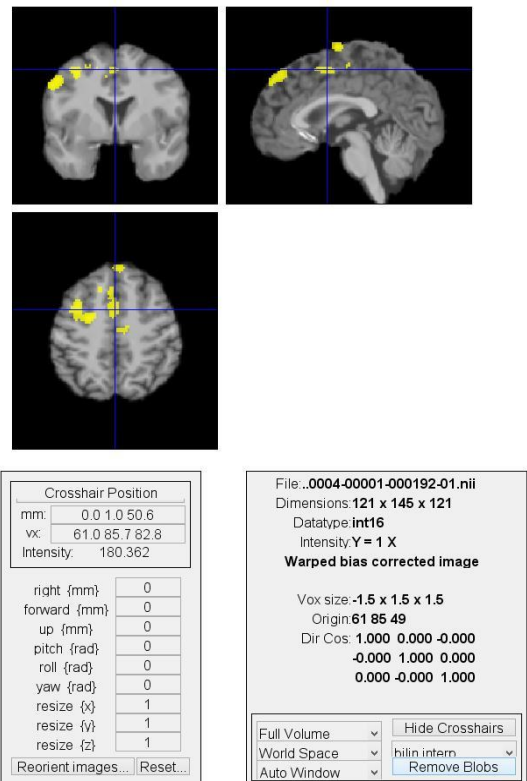 Crosshair Position
mm: 0.0 1.0 50.6
vx: 61.0 85.7 82.8
Intensity: 180.362
right {mm} 0
forward {mm} 0
up {mm} 0
pitch {rad} 0
roll {rad} 0
yaw {rad} 0
resize {x} 1
resize {y} 1
resize {z} 1
Reorient images... Reset...
File:..0004-00001-000192-01.nii
Dimensions:121 x 145 x 121
Datatype:int16
Intensity:Y = 1 X
Warped bias corrected image
Vox size:-1.5 x 1.5 x 1.5
Origin:61 85 49
Dir Cos: 1.000 0.000 -0.000
-0.000 1.000 0.000
0.000 -0.000 1.000
Full Volume Hide Crosshairs
World Space bilin interp
Auto Window Remove Blobs